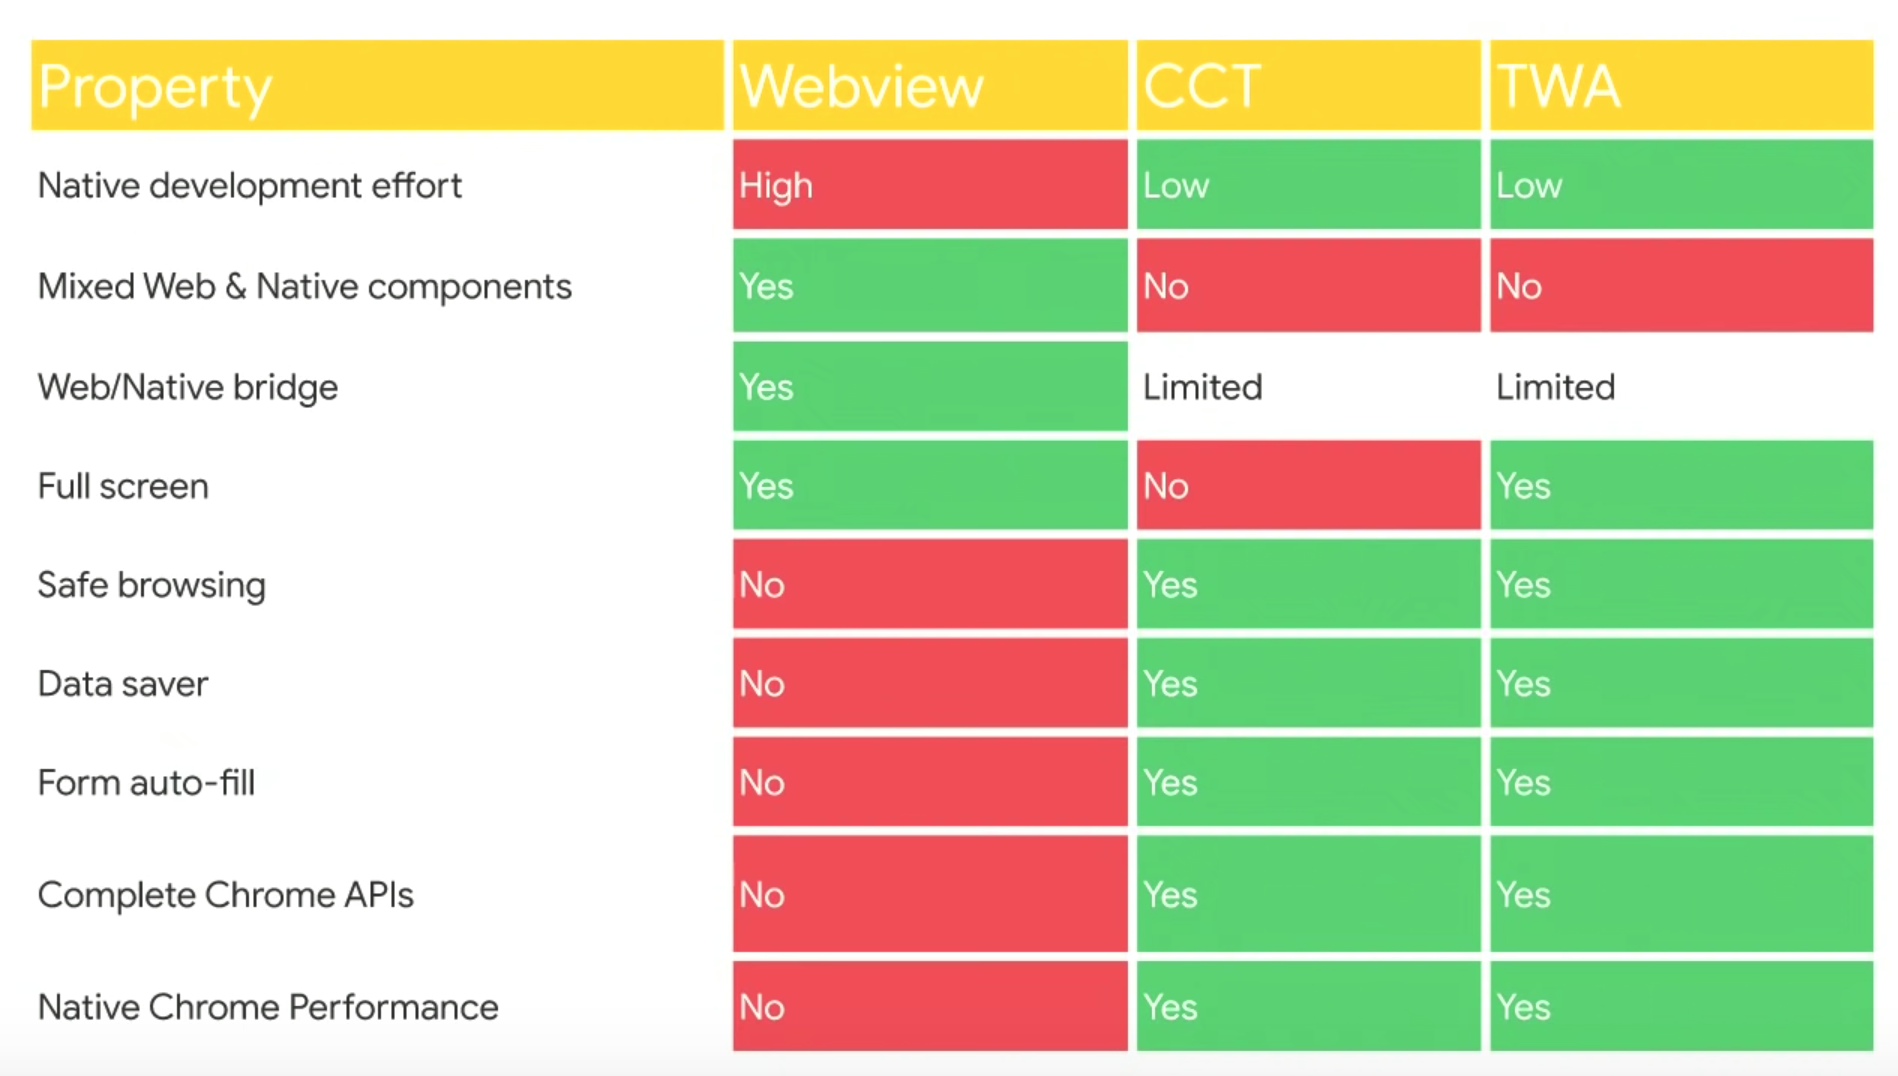 Property Webview CCT TWA
Native development effort High Low Low
Mixed Web & Native components Yes No No
Web/Native bridge Yes Limited Limited
Full screen Yes No Yes
Safe browsing No Yes Yes
Data saver No Yes Yes
Form auto-fill No Yes Yes
Complete Chrome APIs No Yes Yes
Native Chrome Performance No Yes Yes